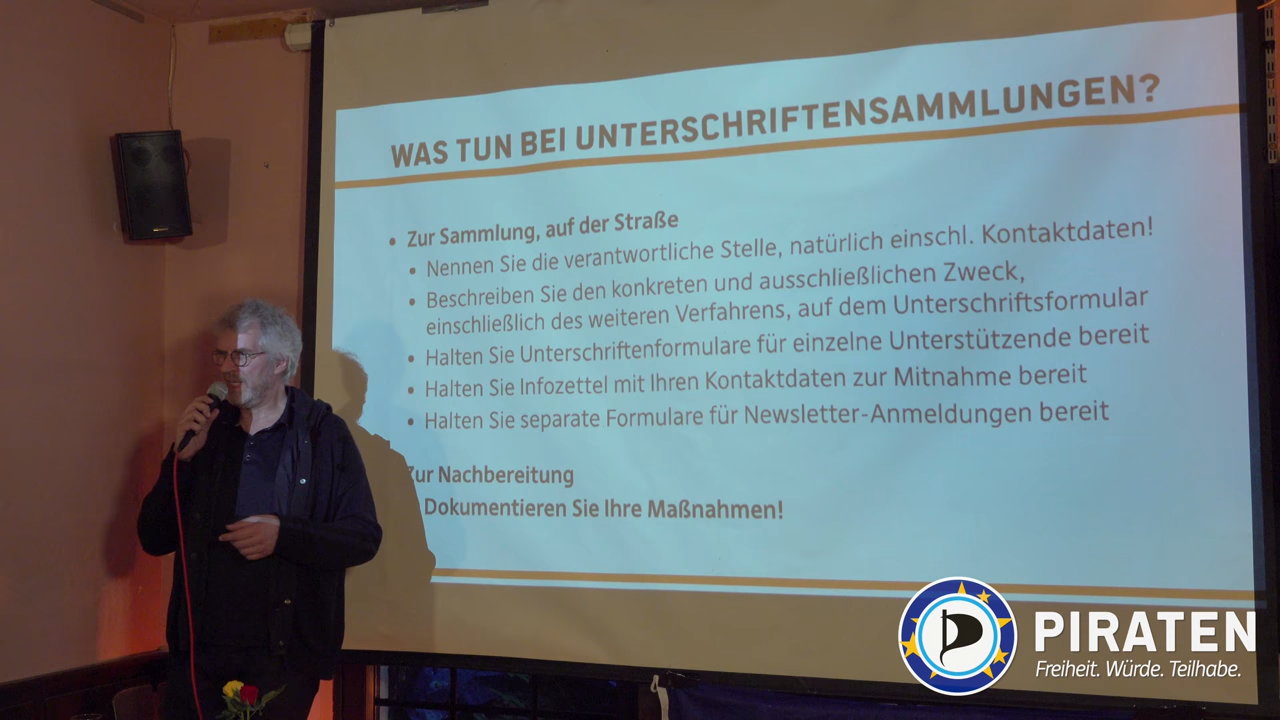 WAS TUN BEI UNTERSCHRIFTENSAMMLUNGEN?
• Zur Sammlung, auf der Straße
• Nennen Sie die verantwortliche Stelle, natürlich einschl. Kontaktdaten!
• Beschreiben Sie den konkreten und ausschließlichen Zweck,
einschließlich des weiteren Verfahrens, auf dem Unterschriftsformular
• Halten Sie Unterschriftenformulare für einzelne Unterstützende bereit
• Halten Sie Infozettel mit Ihren Kontaktdaten zur Mitnahme bereit
• Halten Sie separate Formulare für Newsletter-Anmeldungen bereit
Zur Nachbereitung
Dokumentieren Sie Ihre Maßnahmen!
PIRATEN
Freiheit. Würde. Teilhabe.